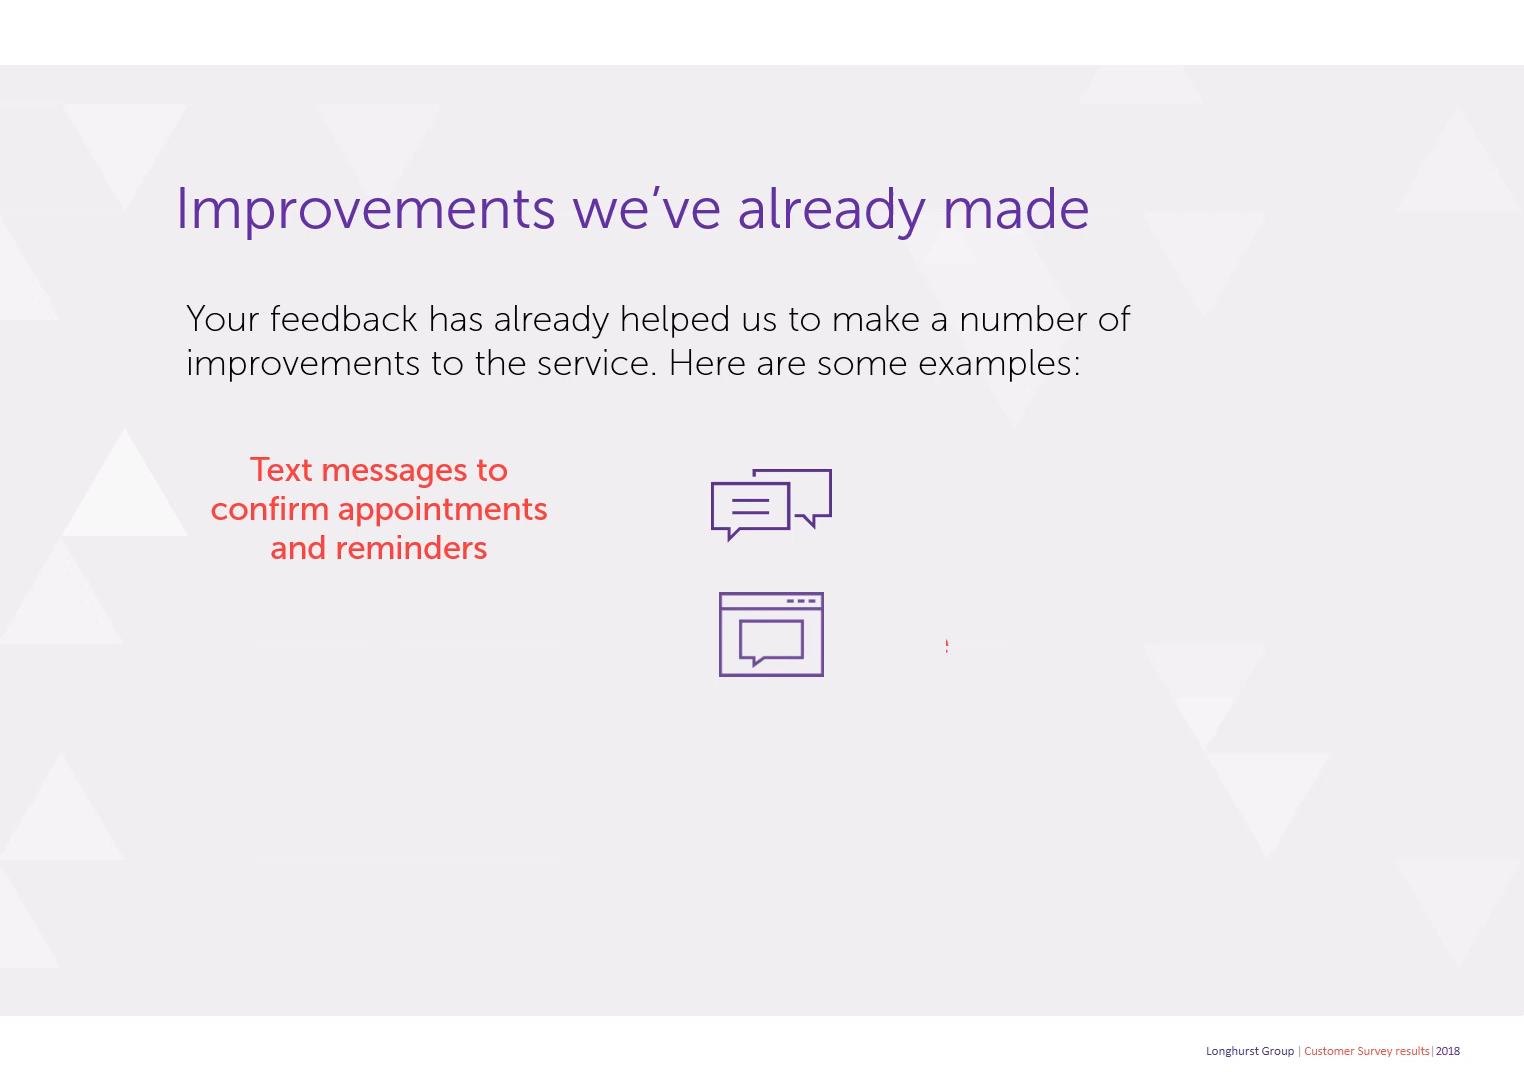 Improvements we’ve already made
Your feedback has already helped us to make a number of
improvements to the service. Here are some examples:
Text messages to
confirm appointments
and reminders
Longhurst Group | Customer Survey results | 2018